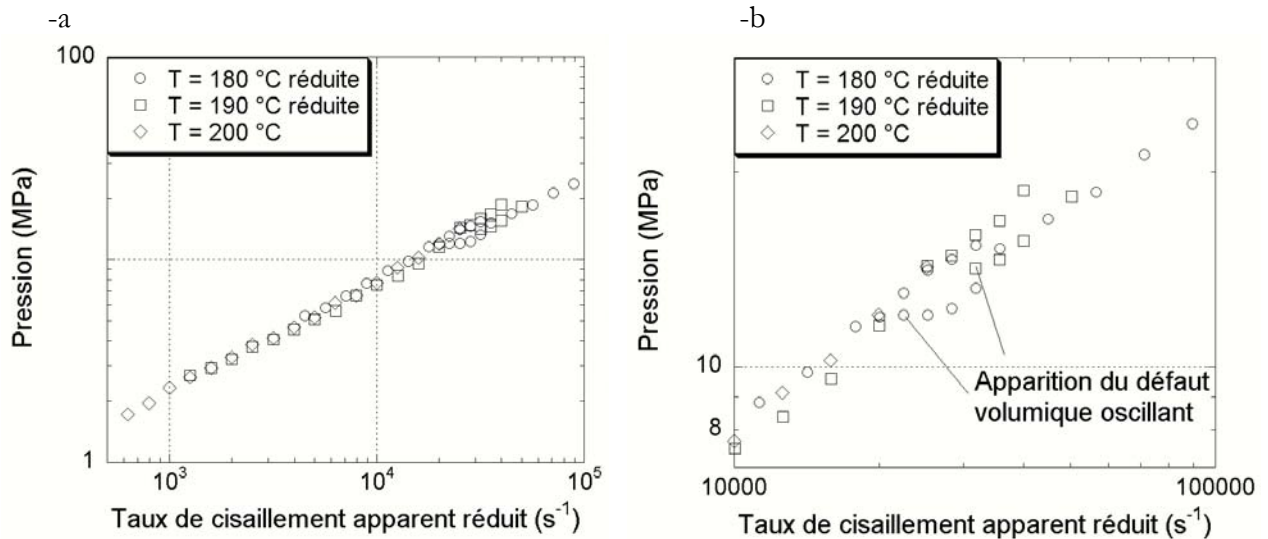 -a
-b
100
T = 180 °C réduite
T = 190 °C réduite
T = 200 °C
Pression (MPa)
1
10³
10⁴
10⁵
Taux de cisaillement apparent réduit (s⁻¹)
T = 180 °C réduite
T = 190 °C réduite
T = 200 °C
Pression (MPa)
10
8
Apparition du défaut
volumique oscillant
10000
100000
Taux de cisaillement apparent réduit (s⁻¹)